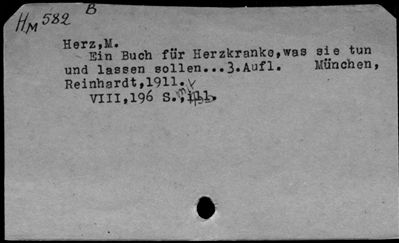 HM 582 B
Herz,M.
Ein Buch für Herzkranke,was sie tun
und lassen sollen...3.Aufl. München,
Reinhardt,1911.
VIII,196 S.,ill.